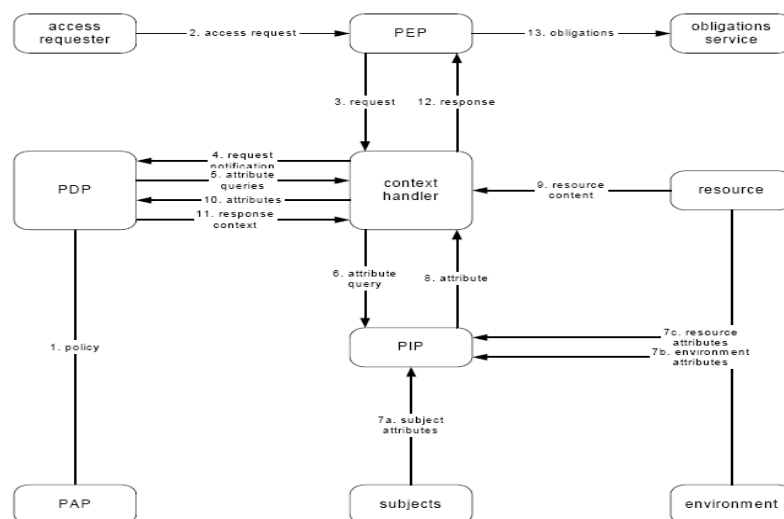 access
requester
2. access request
PEP
13. obligations
obligations
service
3. request
12. response
4. request
notification
5. attribute
queries
PDP
10. attributes
11. response
context
context
handler
9. resource
content
resource
6. attribute
query
8. attribute
1. policy
PIP
7c. resource
attributes
7b. environment
attributes
7a. subject
attributes
PAP
subjects
environment